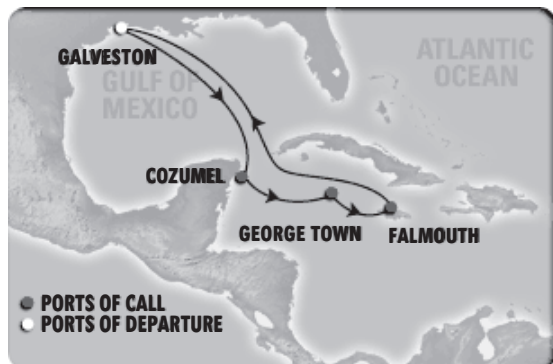 GALVESTON
GULF OF
MEXICO
ATLANTIC
OCEAN
COZUMEL
GEORGE TOWN
FALMOUTH
PORTS OF CALL
PORTS OF DEPARTURE